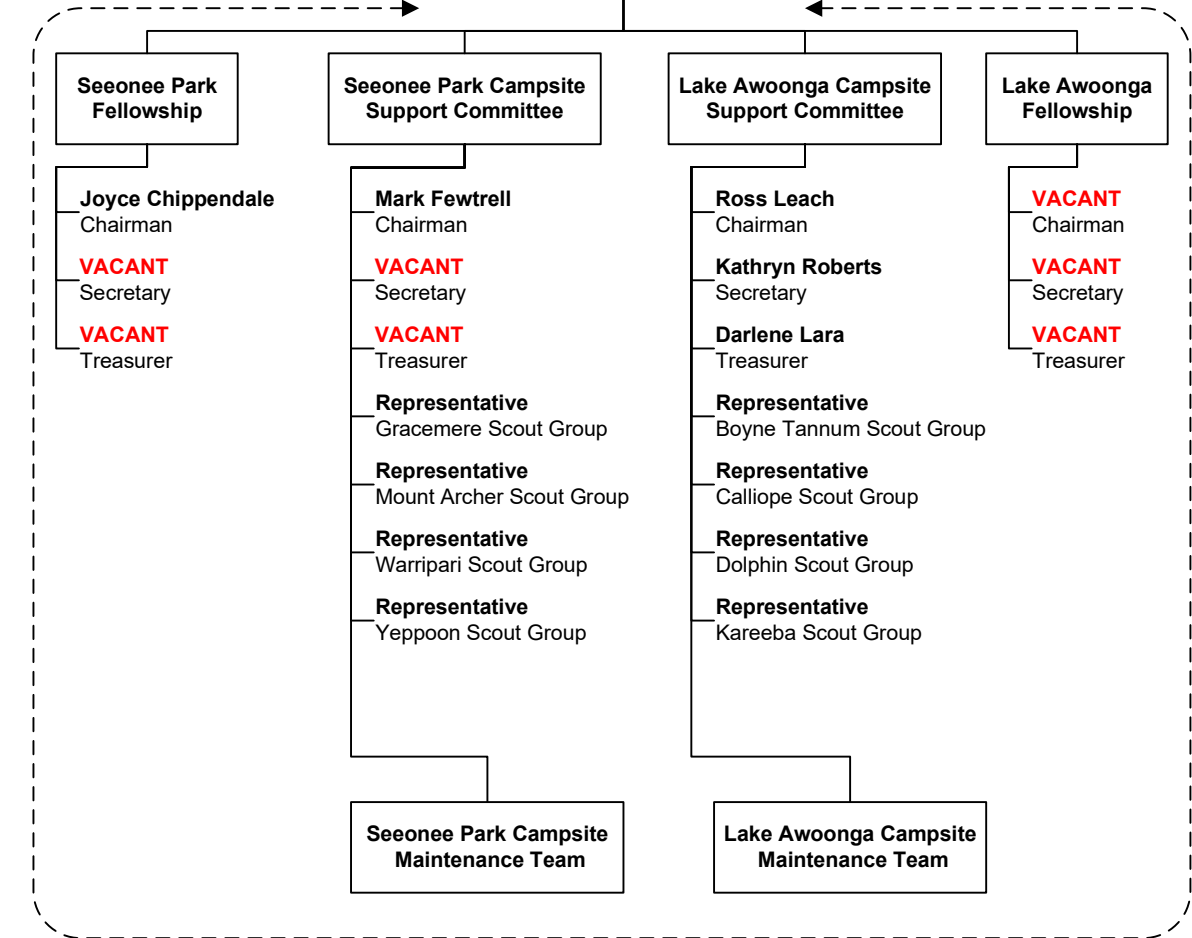 Seeonee Park
Fellowship
Seeonee Park Campsite
Support Committee
Lake Awoonga Campsite
Support Committee
Lake Awoonga
Fellowship
Joyce Chippendale
Chairman
VACANT
Secretary
VACANT
Treasurer
Mark Fewtrell
Chairman
VACANT
Secretary
VACANT
Treasurer
Representative
Gracemere Scout Group
Representative
Mount Archer Scout Group
Representative
Warripari Scout Group
Representative
Yeppoon Scout Group
Ross Leach
Chairman
Kathryn Roberts
Secretary
Darlene Lara
Treasurer
Representative
Boyne Tannum Scout Group
Representative
Calliope Scout Group
Representative
Dolphin Scout Group
Representative
Kareeba Scout Group
VACANT
Chairman
VACANT
Secretary
VACANT
Treasurer
Seeonee Park Campsite
Maintenance Team
Lake Awoonga Campsite
Maintenance Team